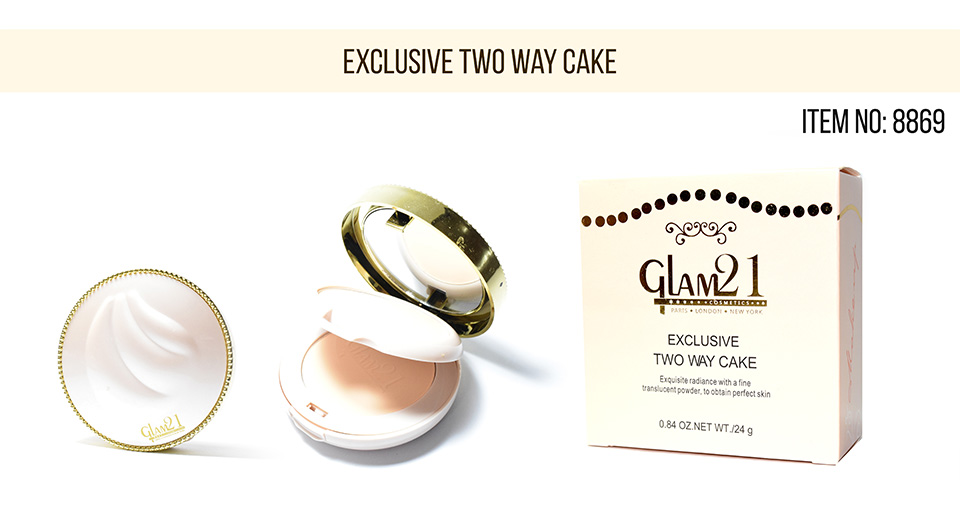 EXCLUSIVE TWO WAY CAKE
ITEM NO: 8869
Glam21
Glam21
COSMETICS
PARIS • LONDON • NEW YORK
EXCLUSIVE
TWO WAY CAKE
Exquisite radiance with a fine
translucent powder, to obtain perfect skin
0.84 OZ.NET WT./24 g